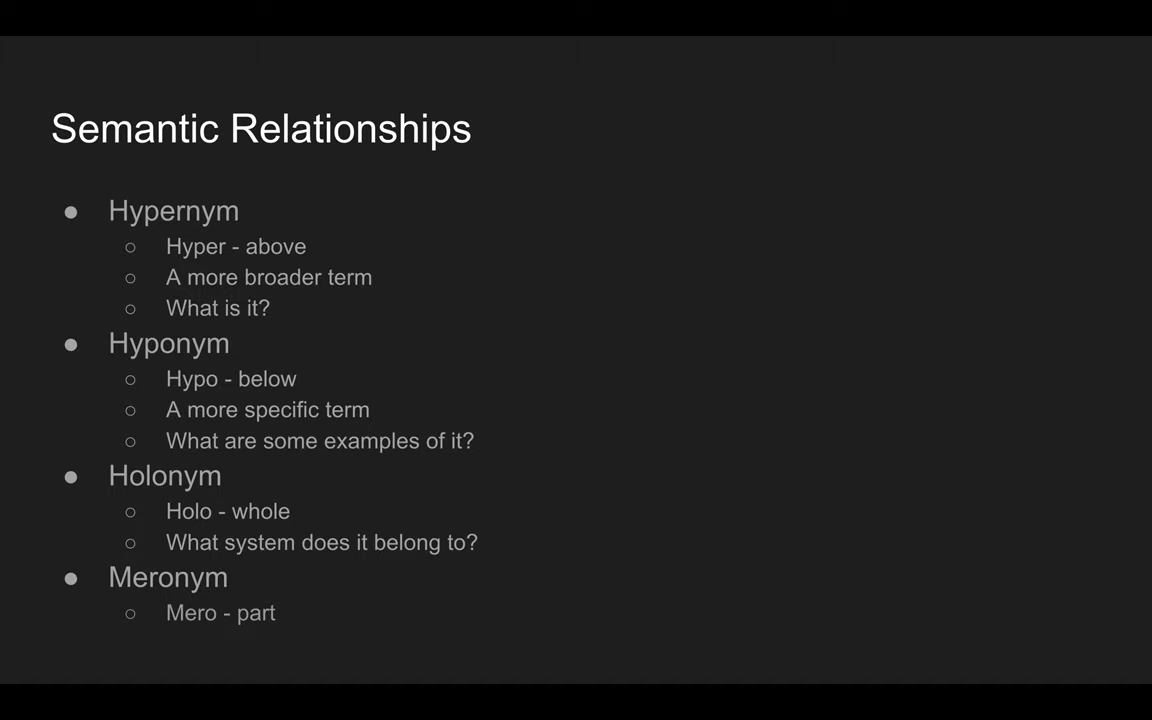 Semantic Relationships
● Hypernym
○ Hyper - above
○ A more broader term
○ What is it?
● Hyponym
○ Hypo - below
○ A more specific term
○ What are some examples of it?
● Holonym
○ Holo - whole
○ What system does it belong to?
● Meronym
○ Mero - part